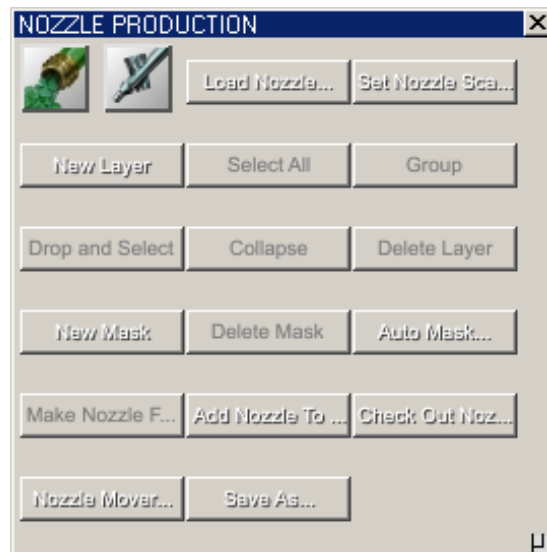 NOZZLE PRODUCTION
Load Nozzle... Set Nozzle Sca...
New Layer Select All Group
Drop and Select Collapse Delete Layer
New Mask Delete Mask Auto Mask...
Make Nozzle F... Add Nozzle To ... Check Out Noz...
Nozzle Mover... Save As...